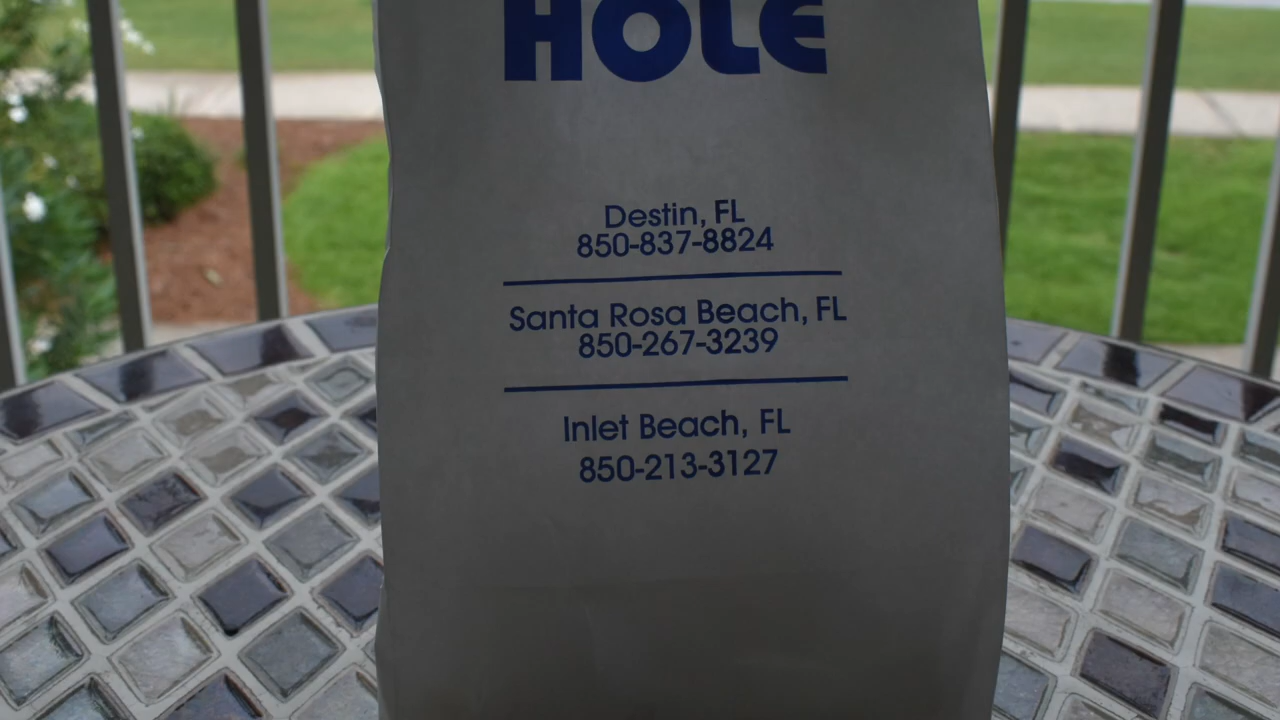 HOLE
Destin, FL
850-837-8824
Santa Rosa Beach, FL
850-267-3239
Inlet Beach, FL
850-213-3127